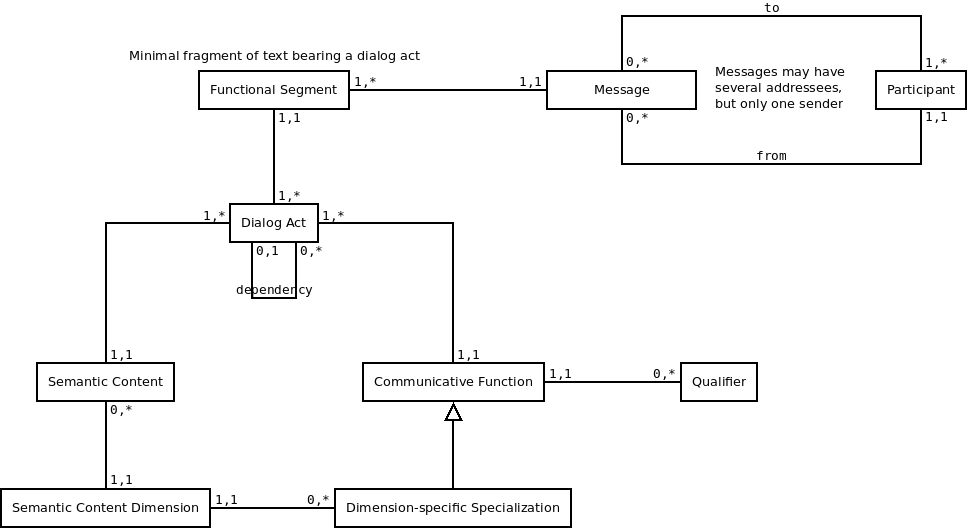 to
Minimal fragment of text bearing a dialog act
0,*
1,*
Functional Segment
1,*
1,1
Message
Messages may have
several addressees,
but only one sender
Participant
1,1
0,*
1,1
from
1,*
1,*
Dialog Act
1,*
0,1
0,*
dependency
1,1
1,1
Semantic Content
Communicative Function
1,1
0,*
Qualifier
0,*
1,1
Semantic Content Dimension
1,1
0,*
Dimension-specific Specialization